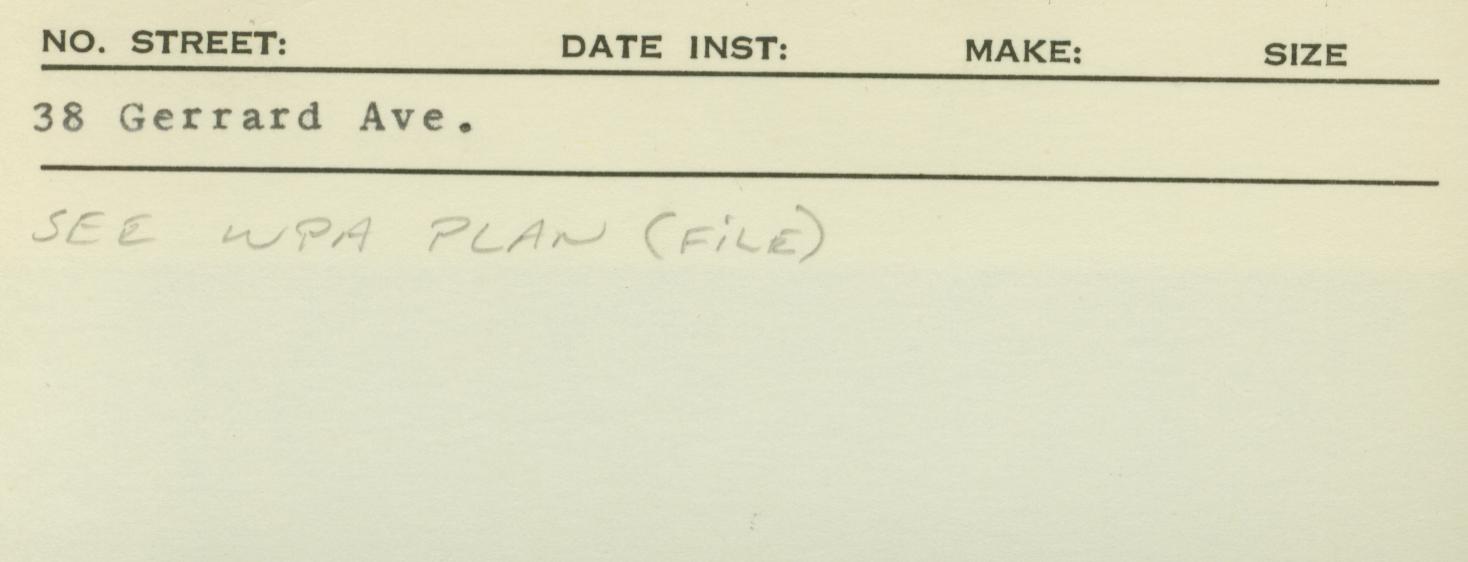 NO. STREET: DATE INST: MAKE: SIZE
38 Gerrard Ave.
SEE WPA PLAN (FiLE)